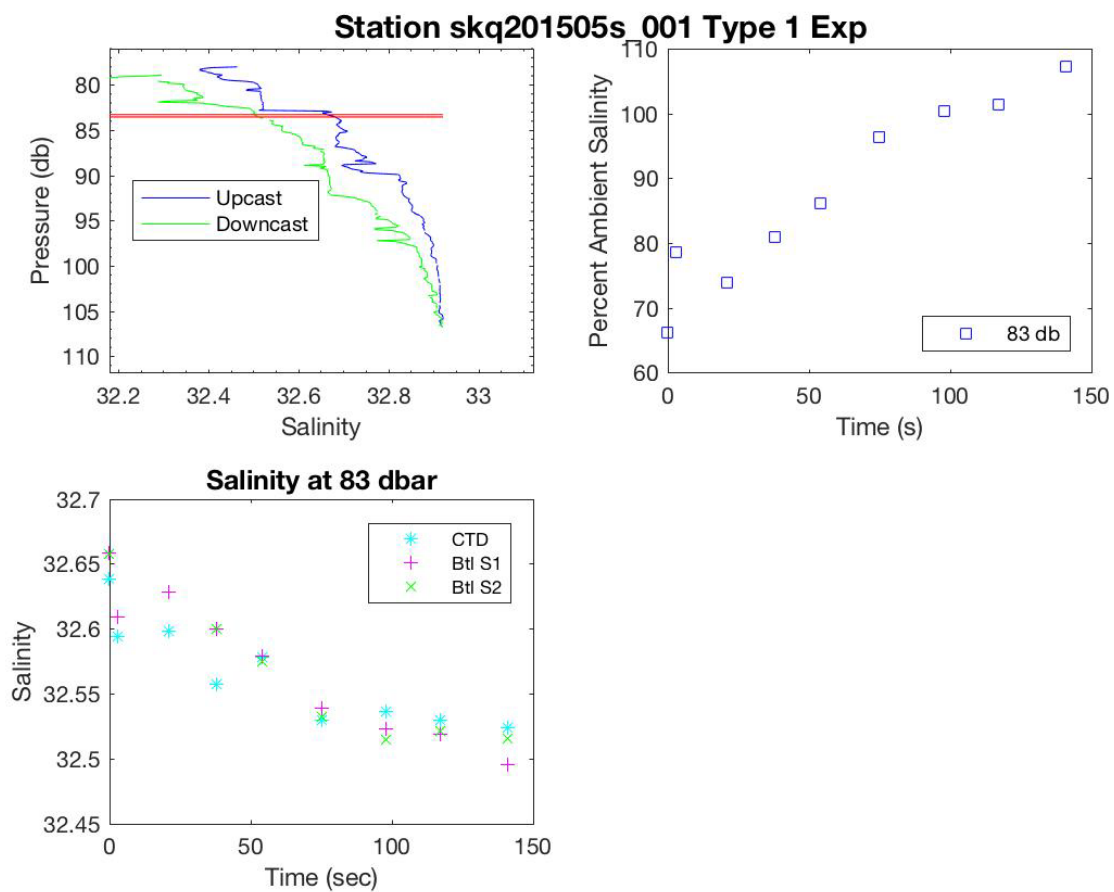 Station skq201505s_001 Type 1 Exp
80
85
90
95
100
105
110
Pressure (db)
Upcast
Downcast
32.2
32.4
32.6
32.8
33
Salinity
110
100
90
80
70
60
Percent Ambient Salinity
83 db
0
50
100
150
Time (s)
Salinity at 83 dbar
32.7
32.65
32.6
32.55
32.5
32.45
Salinity
CTD
Btl S1
Btl S2
0
50
100
150
Time (sec)